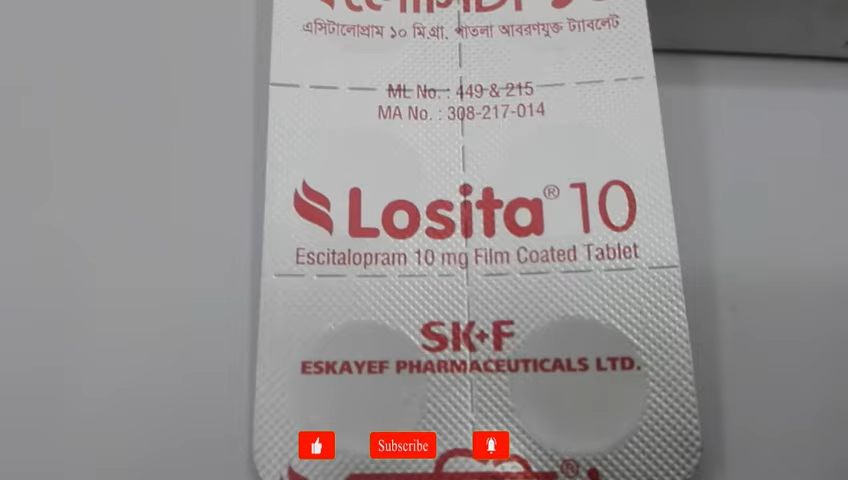 এসিটালোপ্রাম ১০ মি.গ্রা. পাতলা আবরণযুক্ত ট্যাবলেট
ML No. : 449 & 215
MA No. : 308-217-014
Losita® 10
Escitalopram 10 mg Film Coated Tablet
SK+F
ESKAYEF PHARMACEUTICALS LTD.
Subscribe
®